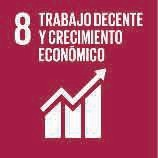 8 TRABAJO DECENTE
Y CRECIMIENTO
ECONÓMICO